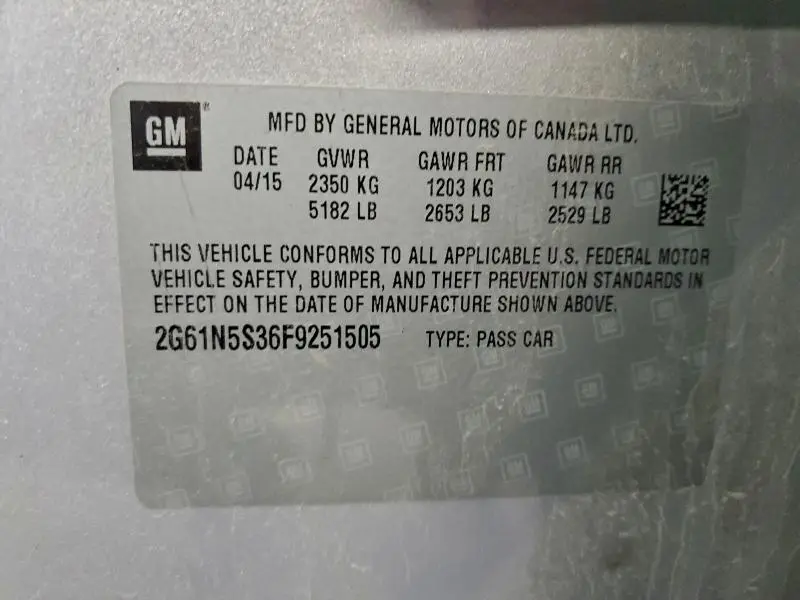 GM ® MFD BY GENERAL MOTORS OF CANADA LTD.
DATE GVWR GAWR FRT GAWR RR
04/15 2350 KG 1203 KG 1147 KG
5182 LB 2653 LB 2529 LB
THIS VEHICLE CONFORMS TO ALL APPLICABLE U.S. FEDERAL MOTOR
VEHICLE SAFETY, BUMPER, AND THEFT PREVENTION STANDARDS IN
EFFECT ON THE DATE OF MANUFACTURE SHOWN ABOVE.
2G61N5S36F9251505 TYPE: PASS CAR